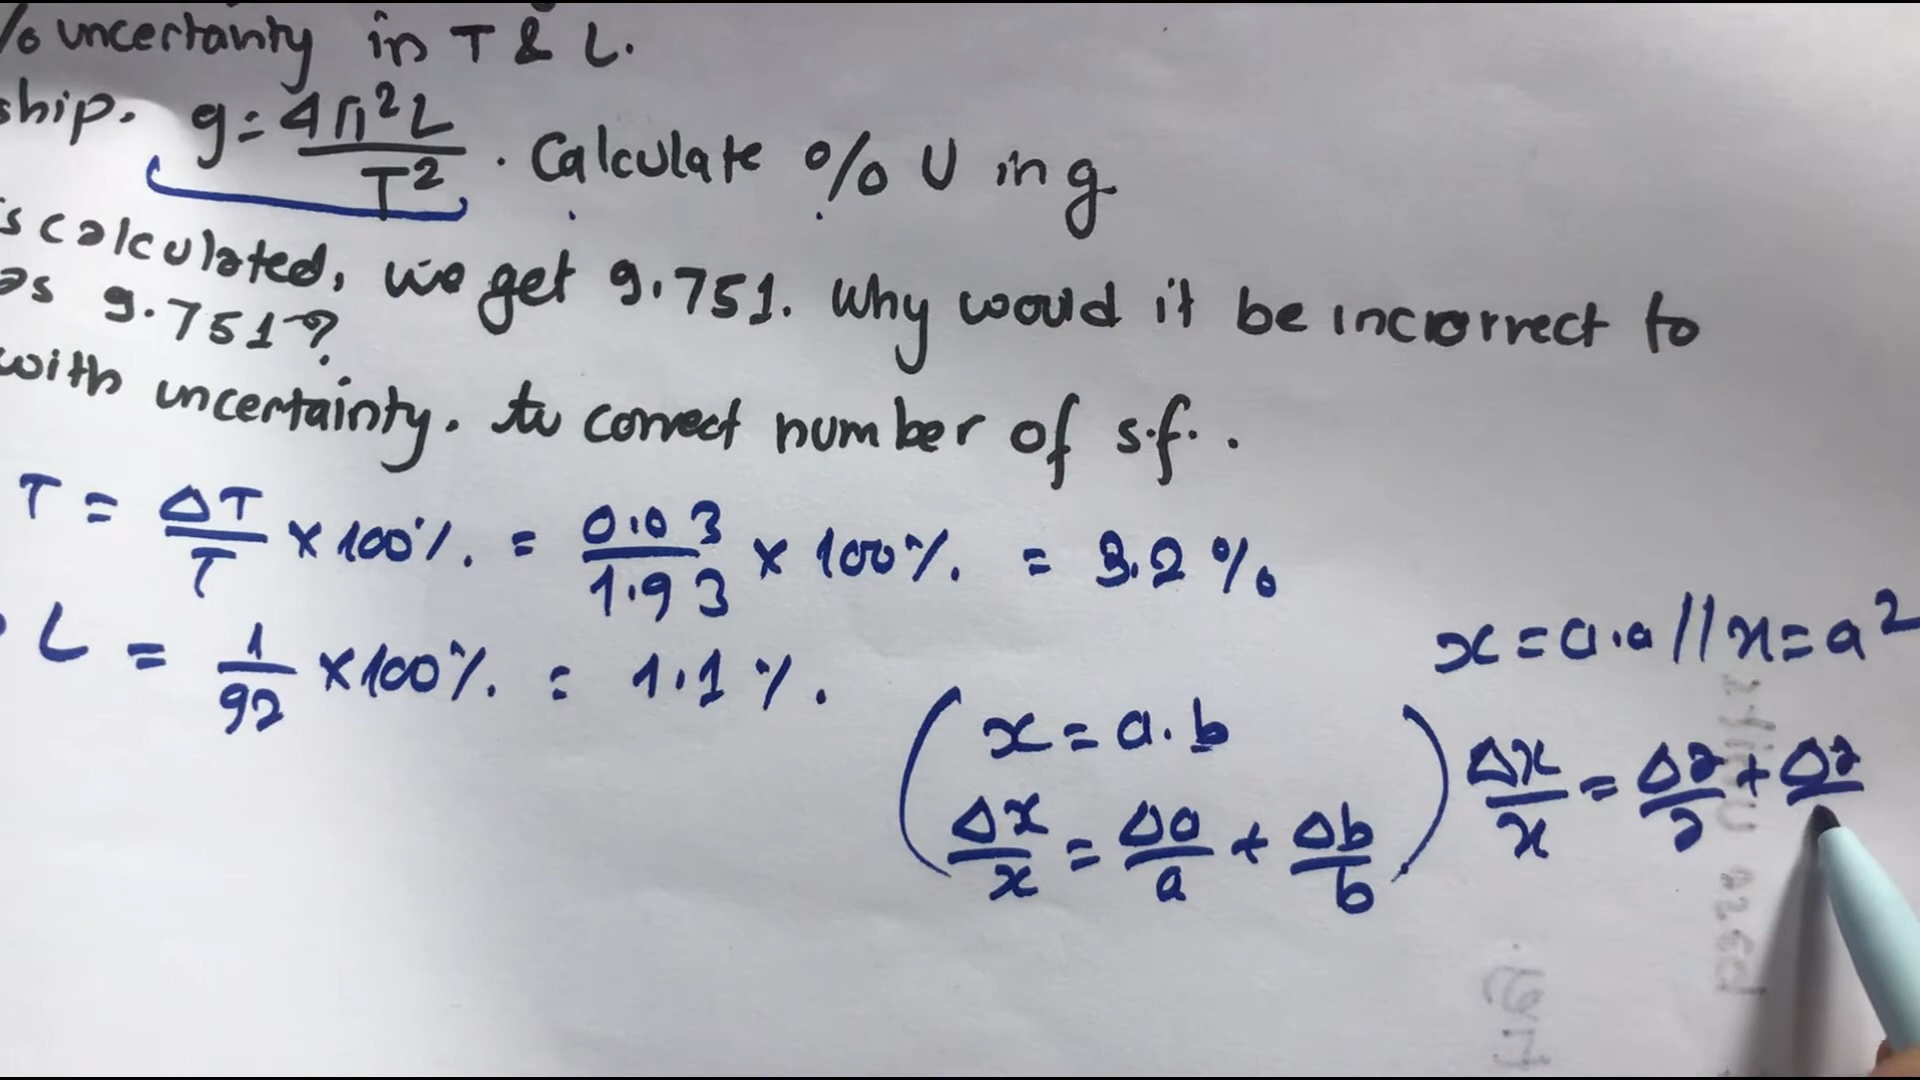 % uncertainty in T & L.
ship. g = 4π²L / T² . Calculate % U in g
is calculated, we get 9.751. Why would it be incorrect to
as 9.751?
with uncertainty. to correct number of s.f. .
T = ΔT / T × 100%. = 0.03 / 1.93 × 100%. = 3.2 %
L = 1 / 92 × 100%. = 1.1 %.
x = a.a // x = a²
( x = a.b
Δx / x = Δa / a + Δb / b )
Δx / x = Δa / a + Δa